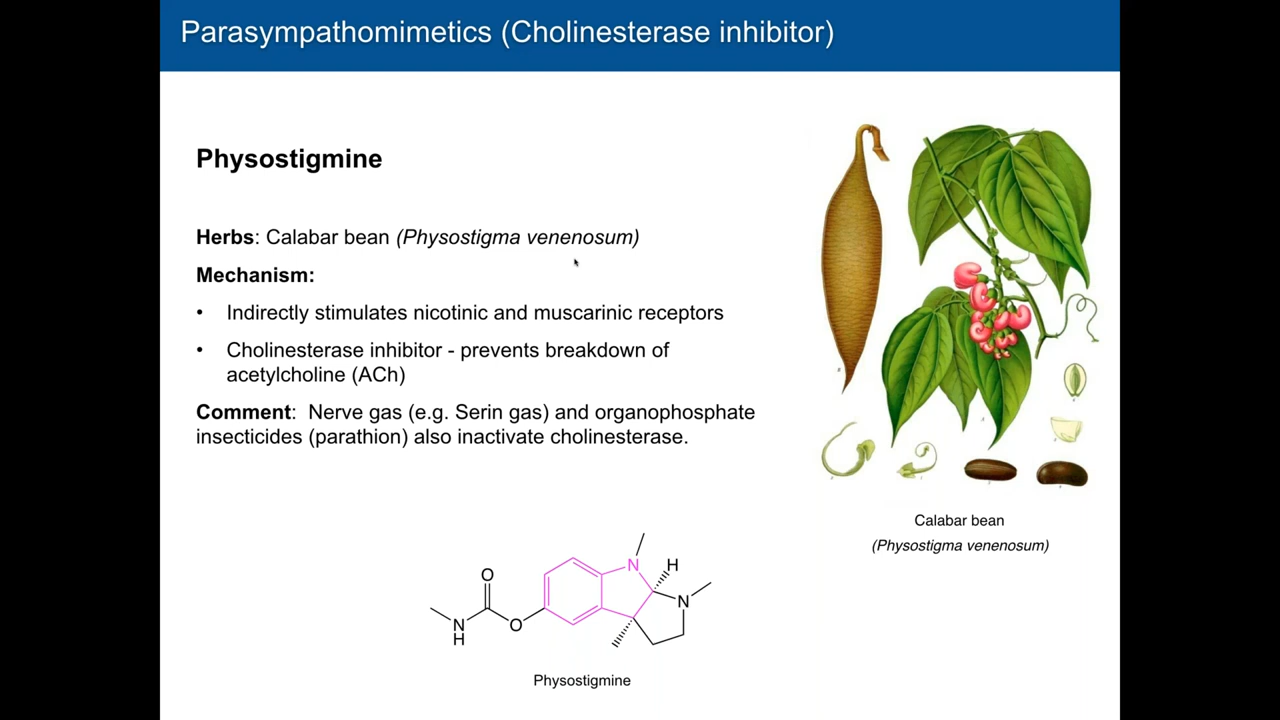 Parasympathomimetics (Cholinesterase inhibitor)
Physostigmine
Herbs: Calabar bean (Physostigma venenosum)
Mechanism:
• Indirectly stimulates nicotinic and muscarinic receptors
• Cholinesterase inhibitor - prevents breakdown of
acetylcholine (ACh)
Comment: Nerve gas (e.g. Serin gas) and organophosphate
insecticides (parathion) also inactivate cholinesterase.
Calabar bean
(Physostigma venenosum)
O
N
H
O
N
H
N
Physostigmine